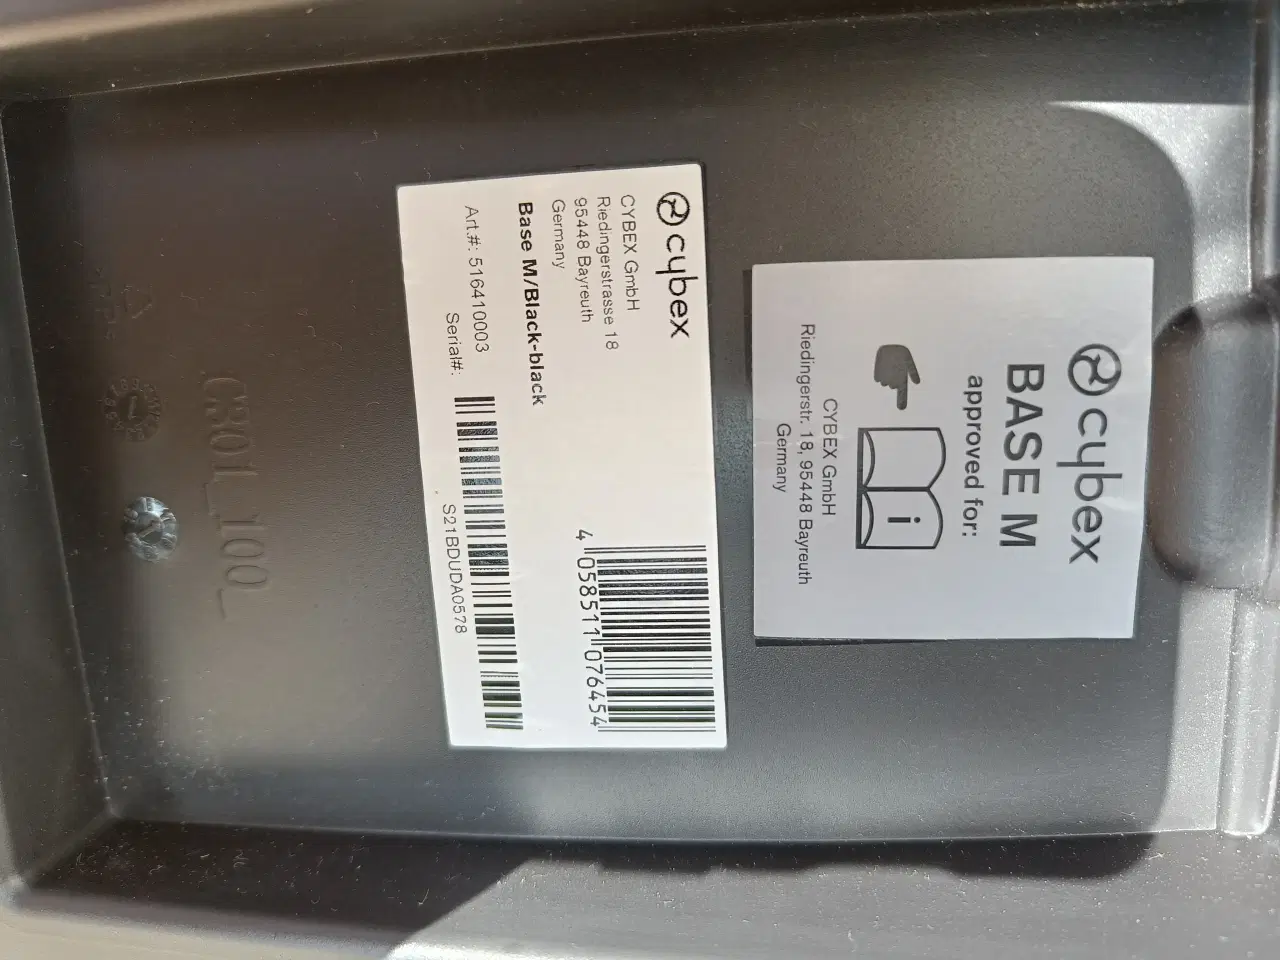 cybex
CYBEX GmbH
Riedingerstrasse 18
95448 Bayreuth
Germany
Base M/Black-black
Art.#: 516410003
Serial#:
S21BDUDA0578
4 058511 076454
cybex
BASE M
approved for:
i
CYBEX GmbH
Riedingerstr. 18, 95448 Bayreuth
Germany
C301_100_